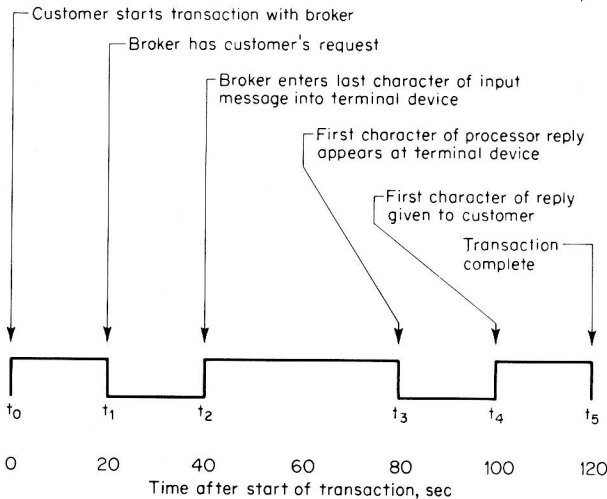 Customer starts transaction with broker
Broker has customer's request
Broker enters last character of input
message into terminal device
First character of processor reply
appears at terminal device
First character of reply
given to customer
Transaction
complete
t0 t1 t2 t3 t4 t5
0 20 40 60 80 100 120
Time after start of transaction, sec